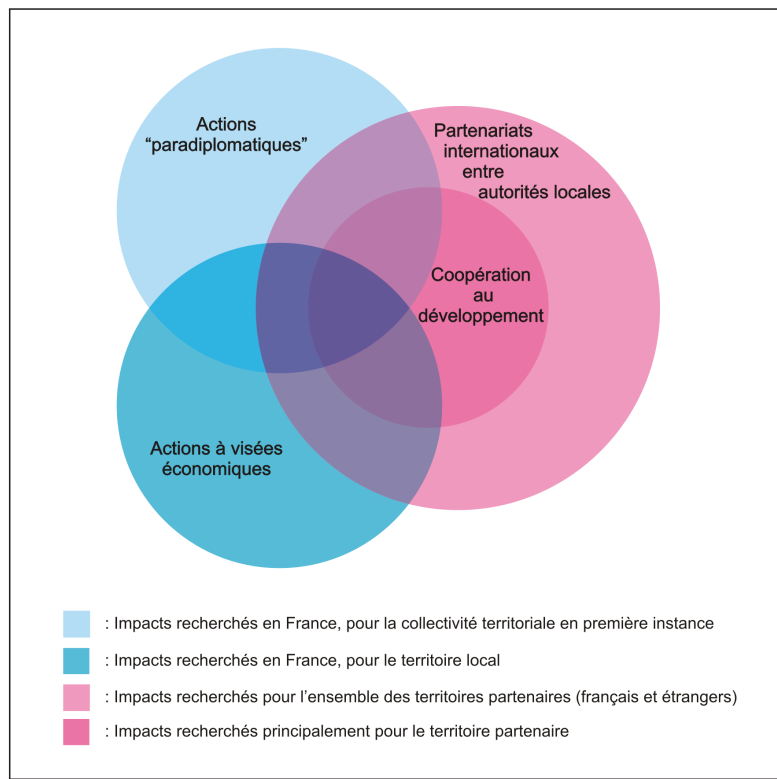 Actions
“paradiplomatiques”
Partenariats
internationaux
entre
autorités locales
Coopération
au
développement
Actions à visées
économiques
: Impacts recherchés en France, pour la collectivité territoriale en première instance
: Impacts recherchés en France, pour le territoire local
: Impacts recherchés pour l’ensemble des territoires partenaires (français et étrangers)
: Impacts recherchés principalement pour le territoire partenaire